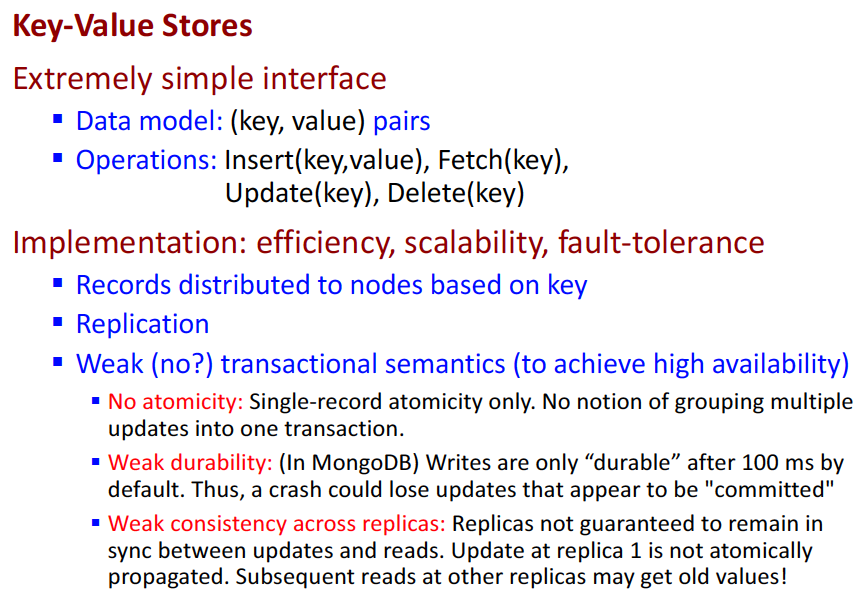 Key-Value Stores
Extremely simple interface
▪ Data model: (key, value) pairs
▪ Operations: Insert(key,value), Fetch(key),
Update(key), Delete(key)
Implementation: efficiency, scalability, fault-tolerance
▪ Records distributed to nodes based on key
▪ Replication
▪ Weak (no?) transactional semantics (to achieve high availability)
▪ No atomicity: Single-record atomicity only. No notion of grouping multiple
updates into one transaction.
▪ Weak durability: (In MongoDB) Writes are only “durable” after 100 ms by
default. Thus, a crash could lose updates that appear to be "committed"
▪ Weak consistency across replicas: Replicas not guaranteed to remain in
sync between updates and reads. Update at replica 1 is not atomically
propagated. Subsequent reads at other replicas may get old values!